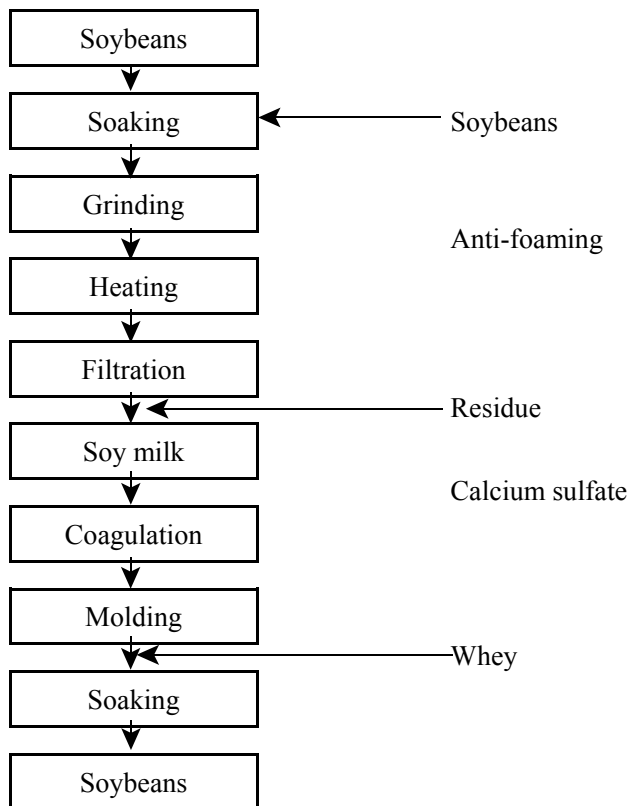 Soybeans
Soaking
Soybeans
Grinding
Anti-foaming
Heating
Filtration
Residue
Soy milk
Calcium sulfate
Coagulation
Molding
Whey
Soaking
Soybeans